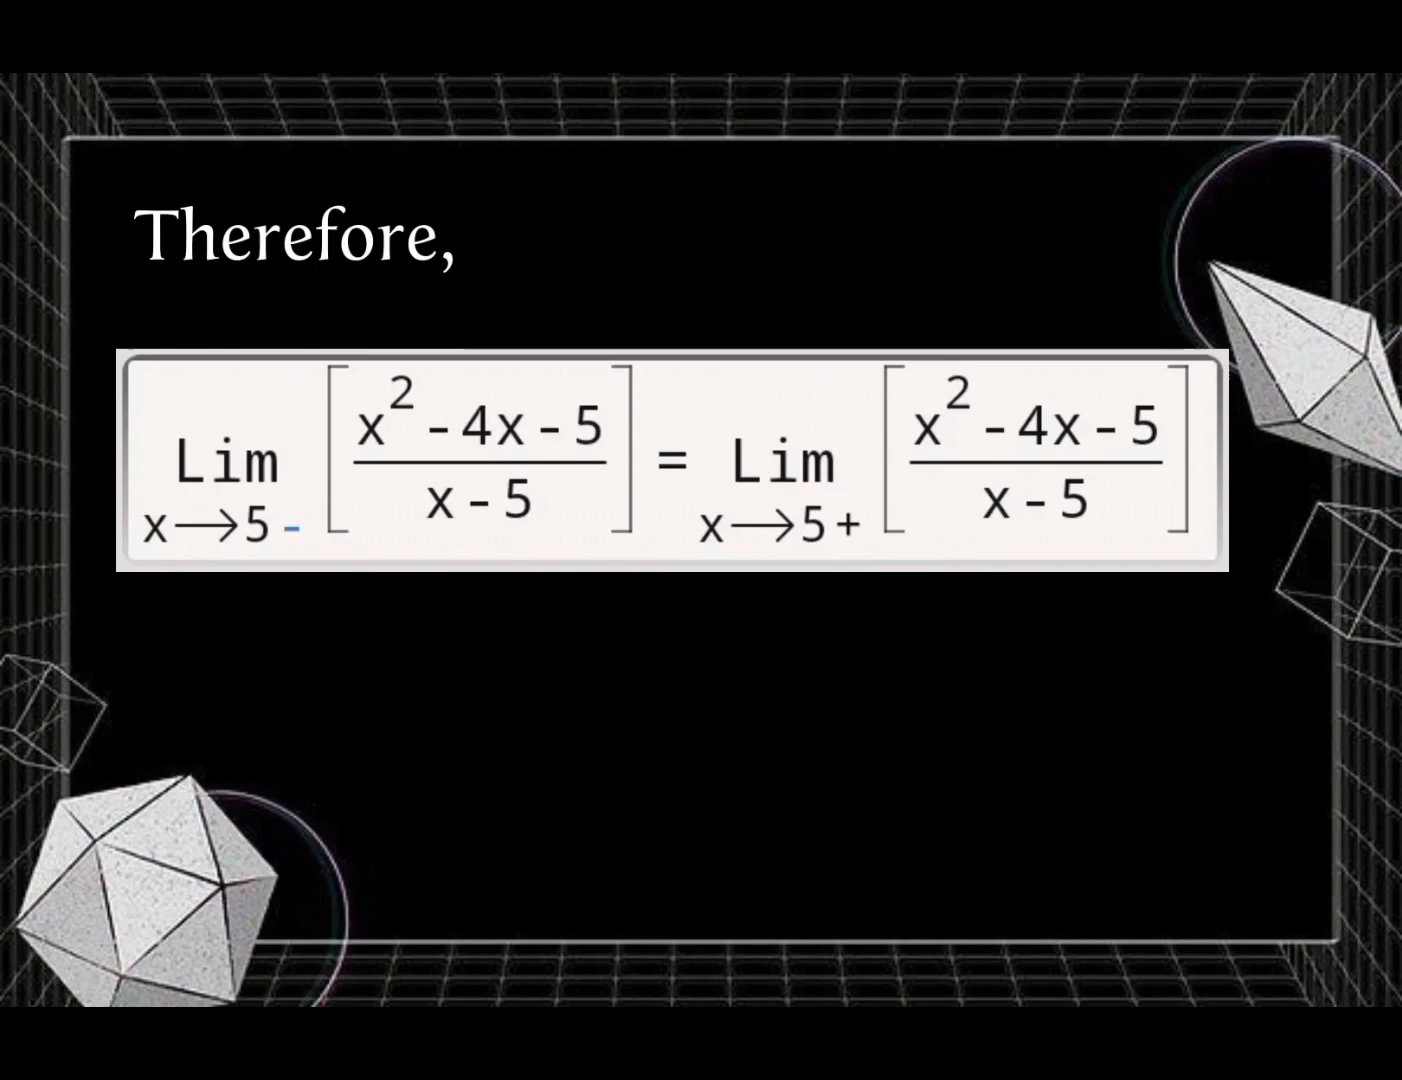 Therefore,
Lim x⟶5- [x² - 4x - 5 / x - 5] = Lim x⟶5+ [x² - 4x - 5 / x - 5]